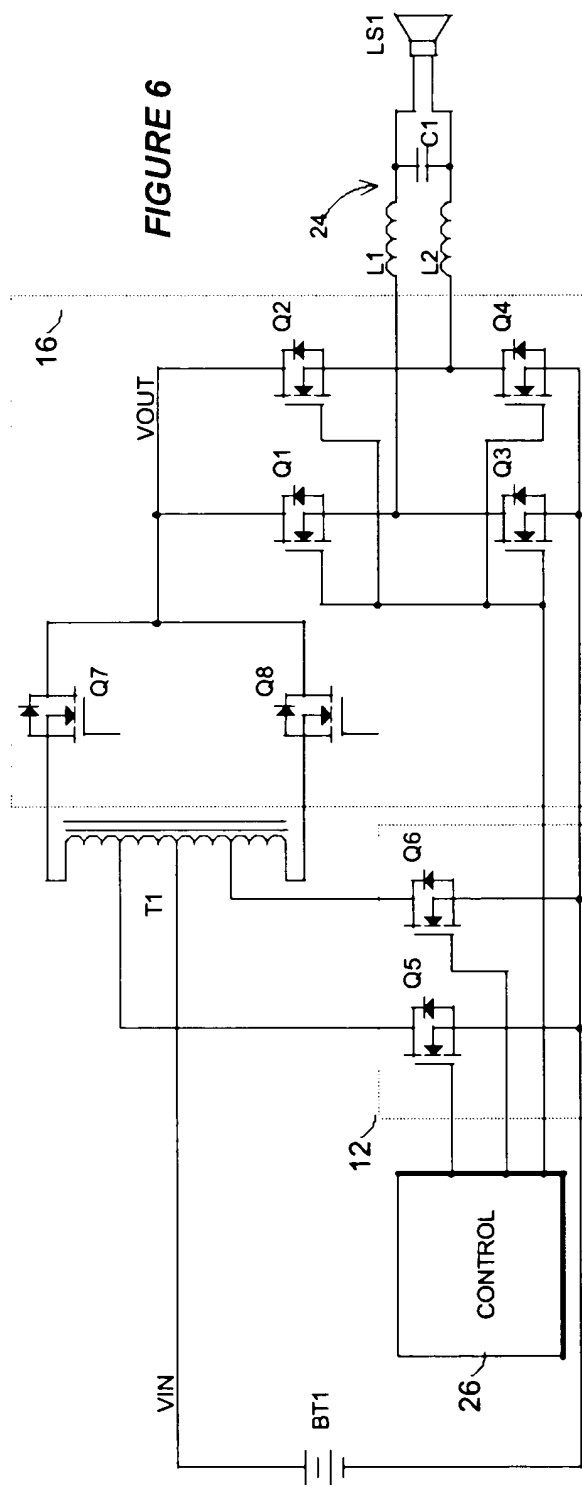 FIGURE 6
16
VOUT
Q7
Q8
Q1
Q2
Q3
Q4
24
L1
L2
C1
LS1
T1
VIN
BT1
12
Q5
Q6
CONTROL
26